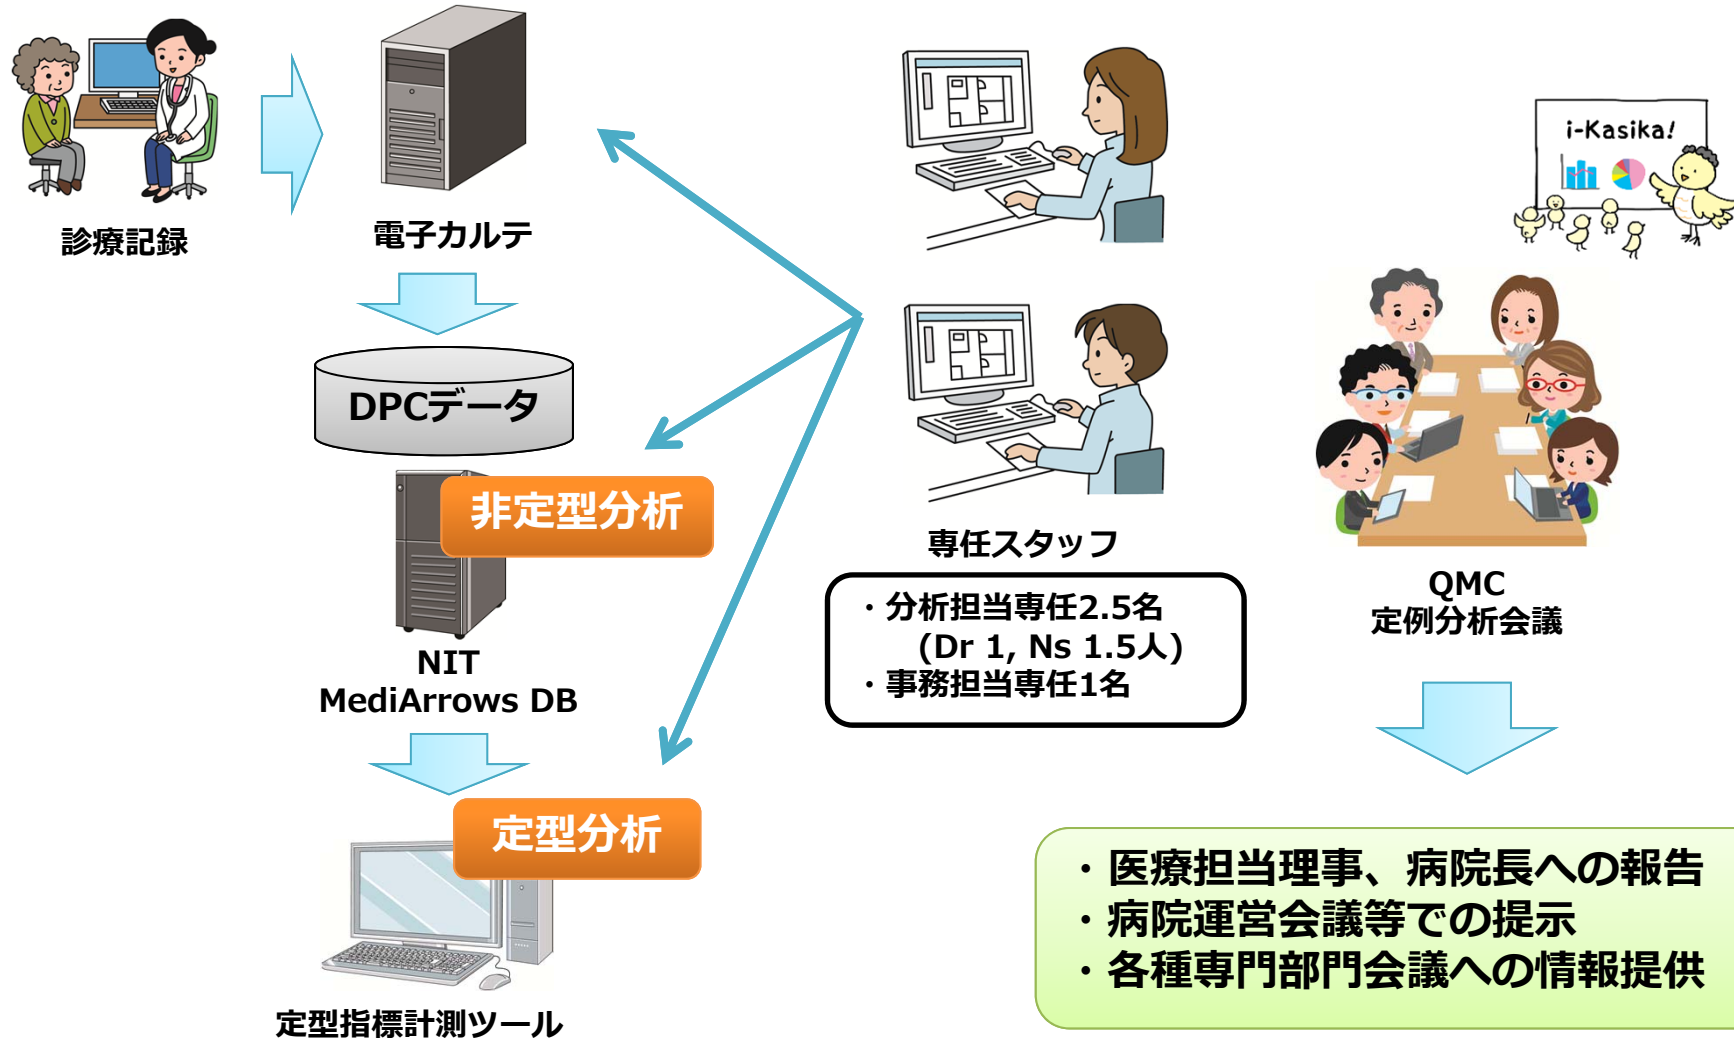 診療記録
電子カルテ
DPCデータ
非定型分析
NIT
MediArrows DB
定型分析
定型指標計測ツール
専任スタッフ
・分析担当専任2.5名
(Dr 1, Ns 1.5人)
・事務担当専任1名
i-Kasika!
QMC
定例分析会議
・医療担当理事、病院長への報告
・病院運営会議等での提示
・各種専門部門会議への情報提供